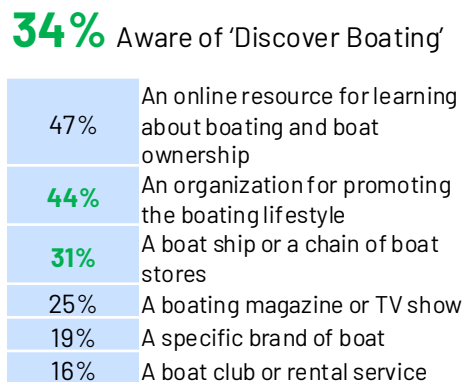 34% Aware of ‘Discover Boating’
47% An online resource for learning
about boating and boat
ownership
44% An organization for promoting
the boating lifestyle
31% A boat ship or a chain of boat
stores
25% A boating magazine or TV show
19% A specific brand of boat
16% A boat club or rental service